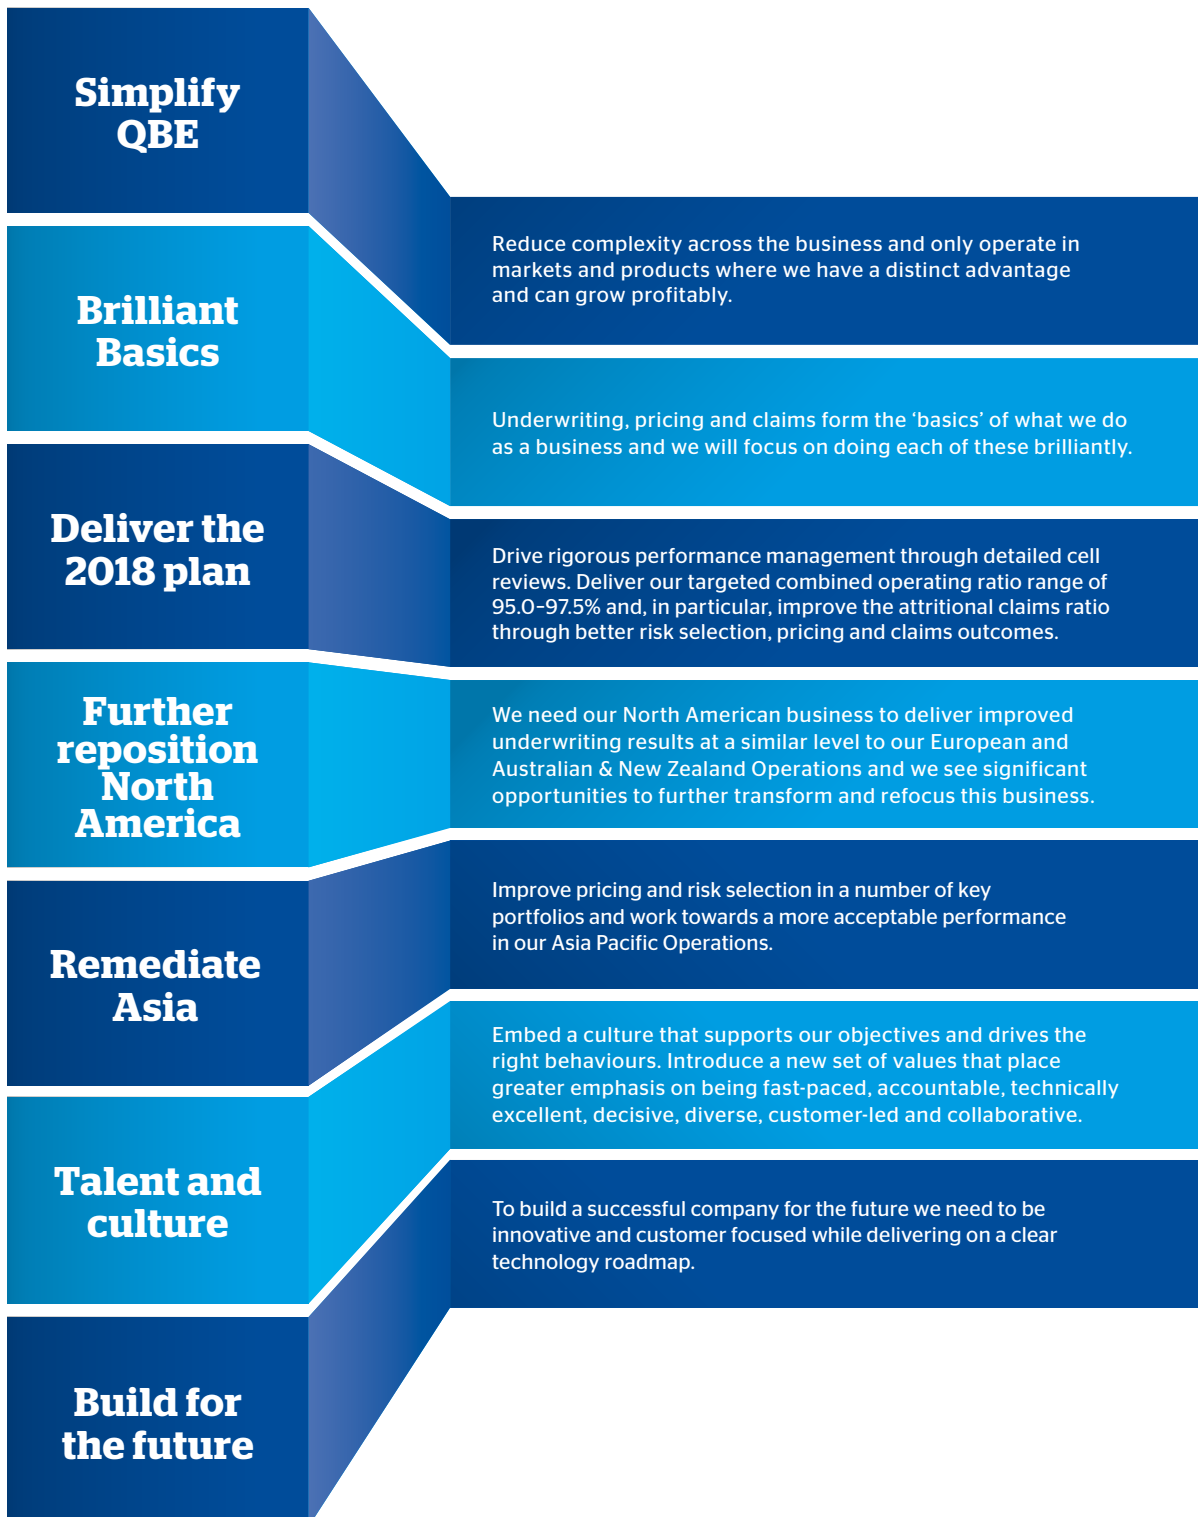 Simplify
QBE
Reduce complexity across the business and only operate in
markets and products where we have a distinct advantage
and can grow profitably.
Brilliant
Basics
Underwriting, pricing and claims form the ‘basics’ of what we do
as a business and we will focus on doing each of these brilliantly.
Deliver the
2018 plan
Drive rigorous performance management through detailed cell
reviews. Deliver our targeted combined operating ratio range of
95.0–97.5% and, in particular, improve the attritional claims ratio
through better risk selection, pricing and claims outcomes.
Further
reposition
North
America
We need our North American business to deliver improved
underwriting results at a similar level to our European and
Australian & New Zealand Operations and we see significant
opportunities to further transform and refocus this business.
Remediate
Asia
Improve pricing and risk selection in a number of key
portfolios and work towards a more acceptable performance
in our Asia Pacific Operations.
Talent and
culture
Embed a culture that supports our objectives and drives the
right behaviours. Introduce a new set of values that place
greater emphasis on being fast-paced, accountable, technically
excellent, decisive, diverse, customer-led and collaborative.
Build for
the future
To build a successful company for the future we need to be
innovative and customer focused while delivering on a clear
technology roadmap.